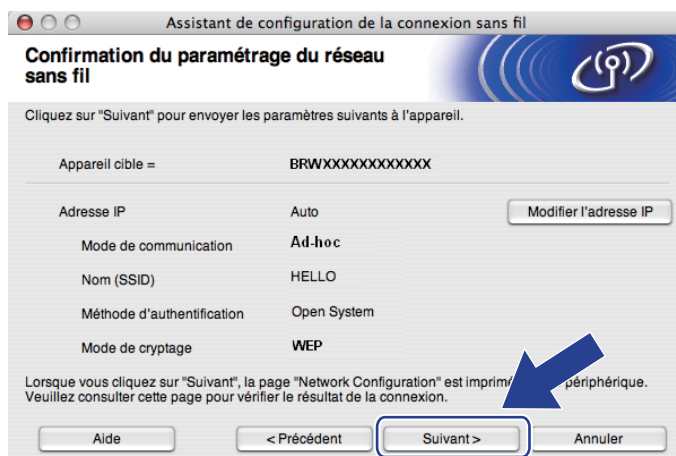 Assistant de configuration de la connexion sans fil
Confirmation du paramétrage du réseau
sans fil
Cliquez sur "Suivant" pour envoyer les paramètres suivants à l'appareil.
Appareil cible = BRWXXXXXXXXXXXX
Adresse IP Auto Modifier l'adresse IP
Mode de communication Ad-hoc
Nom (SSID) HELLO
Méthode d'authentification Open System
Mode de cryptage WEP
Lorsque vous cliquez sur "Suivant", la page "Network Configuration" est périphérique.
Veuillez consulter cette page pour vérifier le résultat de la connexion.
Aide < Précédent Suivant > Annuler